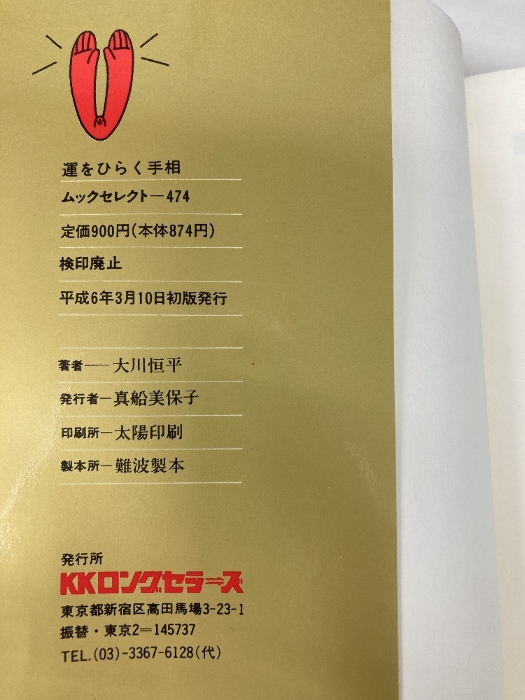 運をひらく手相
ムックセレクト―474
定価900円(本体874円)
検印廃止
平成6年3月10日初版発行
著者――大川恒平
発行者―真船美保子
印刷所―太陽印刷
製本所―難波製本
発行所
KKロングセラーズ
東京都新宿区高田馬場3-23-1
振替・東京2=145737
TEL.(03)-3367-6128(代)